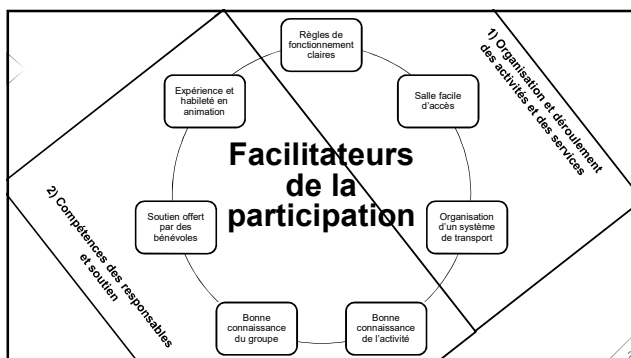 Règles de
fonctionnement
claires
Expérience et
habileté en
animation
Salle facile
d'accès
1) Organisation et déroulement
des activités et des services
Facilitateurs
de la
participation
Soutien offert
par des
bénévoles
Organisation
d'un système
de transport
2) Compétences des responsables
et soutien
Bonne
connaissance
du groupe
Bonne
connaissance
de l'activité